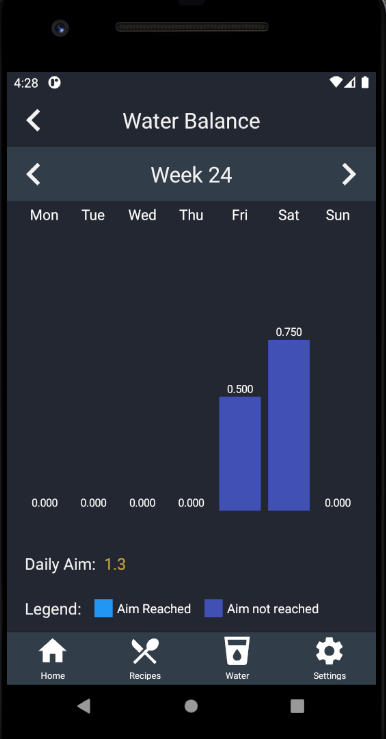 4:28
Water Balance
Week 24
Mon Tue Wed Thu Fri Sat Sun
0.750
0.500
0.000 0.000 0.000 0.000 0.000
Daily Aim: 1.3
Legend: Aim Reached Aim not reached
Home Recipes Water Settings